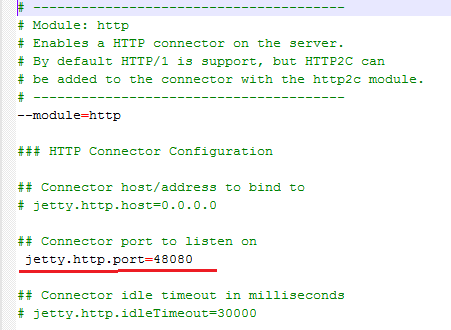 # ---------------------------------------
# Module: http
# Enables a HTTP connector on the server.
# By default HTTP/1 is support, but HTTP2C can
# be added to the connector with the http2c module.
# ---------------------------------------
--module=http
### HTTP Connector Configuration
## Connector host/address to bind to
# jetty.http.host=0.0.0.0
## Connector port to listen on
jetty.http.port=48080
## Connector idle timeout in milliseconds
# jetty.http.idleTimeout=30000